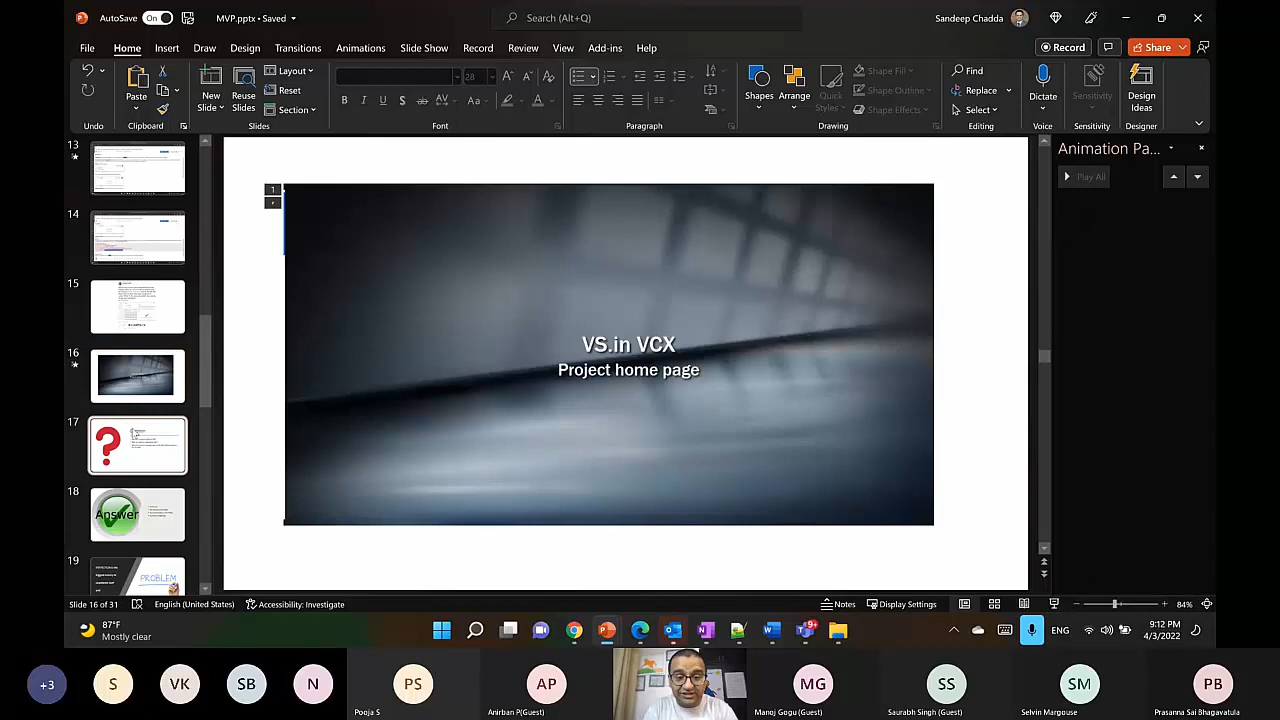 AutoSave On MVP.pptx • Saved Search (Alt+Q) Sandeep Chadda
File Home Insert Draw Design Transitions Animations Slide Show Record Review View Add-ins Help Record Share
Paste New Slide Reuse Slides Layout Reset Section 28 Shapes Arrange Quick Styles Shape Fill Shape Outline Shape Effects Find Replace Select Dictate Sensitivity Design Ideas
Undo Clipboard Slides Font Paragraph Drawing Editing Voice Sensitivity Designer
13
14
15
16
17
18
Answer
19
PROBLEM
1
VS.in VCX
Project home page
Animation Pa...
Play All
Slide 16 of 31 English (United States) Accessibility: Investigate Notes Display Settings 84%
87°F
Mostly clear
9+
ENG
9:12 PM
4/3/2022
+3 S VK SB N PS AP MG SS SM PB
Pooja S Anirban P(Guest) Manoj Gogu (Guest) Saurabh Singh (Guest) Selvin Margouse Prasanna Sai Bhagavatula